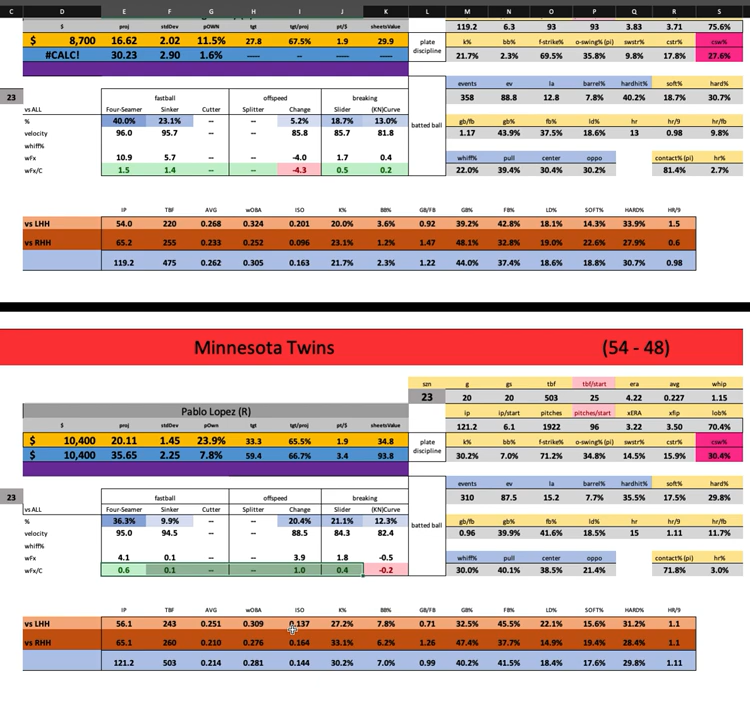 C D E F G H I J K L M N O P Q R S
$ proj stdDev pOWN tgt tgt/proj pt/$ sheetsValue 119.2 6.3 93 93 3.83 3.71 75.6%
$ 8,700 16.62 2.02 11.5% 27.8 67.5% 1.9 29.9 plate discipline k% bb% f-strike% o-swing% (pi) swstr% cstr% csw%
#CALC! 30.23 2.90 1.6% ---- ---- -- ---- 21.7% 2.3% 69.5% 35.8% 9.8% 17.8% 27.6%
events ev la barrel% hardhit% soft% hard%
23 fastball offspeed breaking 358 88.8 12.8 7.8% 40.2% 18.7% 30.7%
vs ALL Four-Seamer Sinker Cutter Splitter Change Slider (KN)Curve
% 40.0% 23.1% -- -- 5.2% 18.7% 13.0% batted ball gb/fb gb% fb% ld% hr hr/9 hr/fb
velocity 96.0 95.7 -- -- 85.8 85.7 81.8 1.17 43.9% 37.5% 18.6% 13 0.98 9.8%
whiff%
wFx 10.9 5.7 -- -- -4.0 1.7 0.4 whiff% pull center oppo contact% (pi) hr%
wFx/C 1.5 1.4 -- -- -4.3 0.5 0.2 22.0% 39.4% 30.4% 30.2% 81.4% 2.7%
IP TBF AVG wOBA ISO K% BB% GB/FB GB% FB% LD% SOFT% HARD% HR/9
vs LHH 54.0 220 0.268 0.324 0.201 20.0% 3.6% 0.92 39.2% 42.8% 18.1% 14.3% 33.9% 1.5
vs RHH 65.2 255 0.233 0.252 0.096 23.1% 1.2% 1.47 48.1% 32.8% 19.0% 22.6% 27.9% 0.6
119.2 475 0.262 0.305 0.163 21.7% 2.3% 1.22 44.0% 37.4% 18.6% 18.8% 30.7% 0.98
Minnesota Twins (54 - 48)
szn g gs tbf tbf/start era avg whip
23 20 20 503 25 4.22 0.227 1.15
Pablo Lopez (R) ip ip/start pitches pitches/start xERA xfip lob%
$ proj stdDev pOwn tgt tgt/proj pt/$ sheetsValue 121.2 6.1 1922 96 3.22 3.50 70.4%
$ 10,400 20.11 1.45 23.9% 33.3 65.5% 1.9 34.8 plate discipline k% bb% f-strike% o-swing% (pi) swstr% cstr% csw%
$ 10,400 35.65 2.25 7.8% 59.4 66.7% 3.4 93.8 30.2% 7.0% 71.2% 34.8% 14.5% 15.9% 30.4%
events ev la barrel% hardhit% soft% hard%
23 fastball offspeed breaking 310 87.5 15.2 7.7% 35.5% 17.5% 29.8%
vs ALL Four-Seamer Sinker Cutter Splitter Change Slider (KN)Curve
% 36.3% 9.9% -- -- 20.4% 21.1% 12.3% batted ball gb/fb gb% fb% ld% hr hr/9 hr/fb
velocity 95.0 94.5 -- -- 88.5 84.3 82.4 0.96 39.9% 41.6% 18.5% 15 1.11 11.7%
whiff%
wFx 4.1 0.1 -- -- 3.9 1.8 -0.5 whiff% pull center oppo contact% (pi) hr%
wFx/C 0.6 0.1 -- -- 1.0 0.4 -0.2 30.0% 40.1% 38.5% 21.4% 71.8% 3.0%
IP TBF AVG wOBA ISO K% BB% GB/FB GB% FB% LD% SOFT% HARD% HR/9
vs LHH 56.1 243 0.251 0.309 0.137 27.2% 7.8% 0.71 32.5% 45.5% 22.1% 15.6% 31.2% 1.1
vs RHH 65.1 260 0.210 0.276 0.164 33.1% 6.2% 1.26 47.4% 37.7% 14.9% 19.4% 28.4% 1.1
121.2 503 0.214 0.281 0.144 30.2% 7.0% 0.99 40.2% 41.5% 18.4% 17.6% 29.8% 1.11